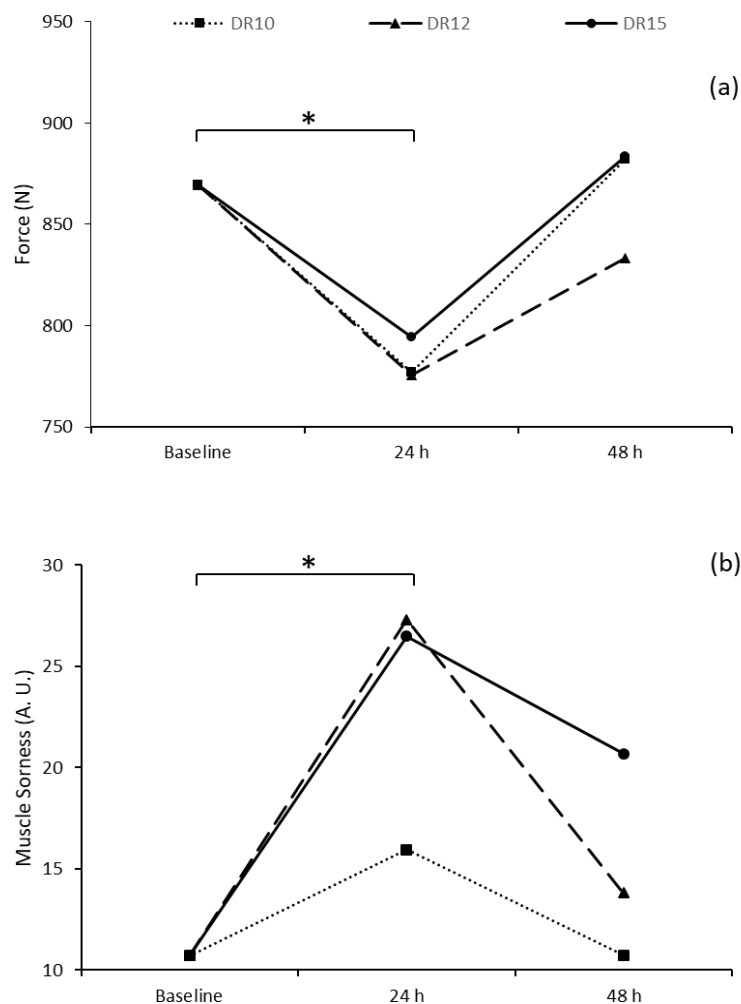 950
DR10 DR12 DR15
(a)
900
*
850
Force (N)
800
750
Baseline 24 h 48 h
30
(b)
*
25
Muscle Sorness (A. U.)
20
15
10
Baseline 24 h 48 h